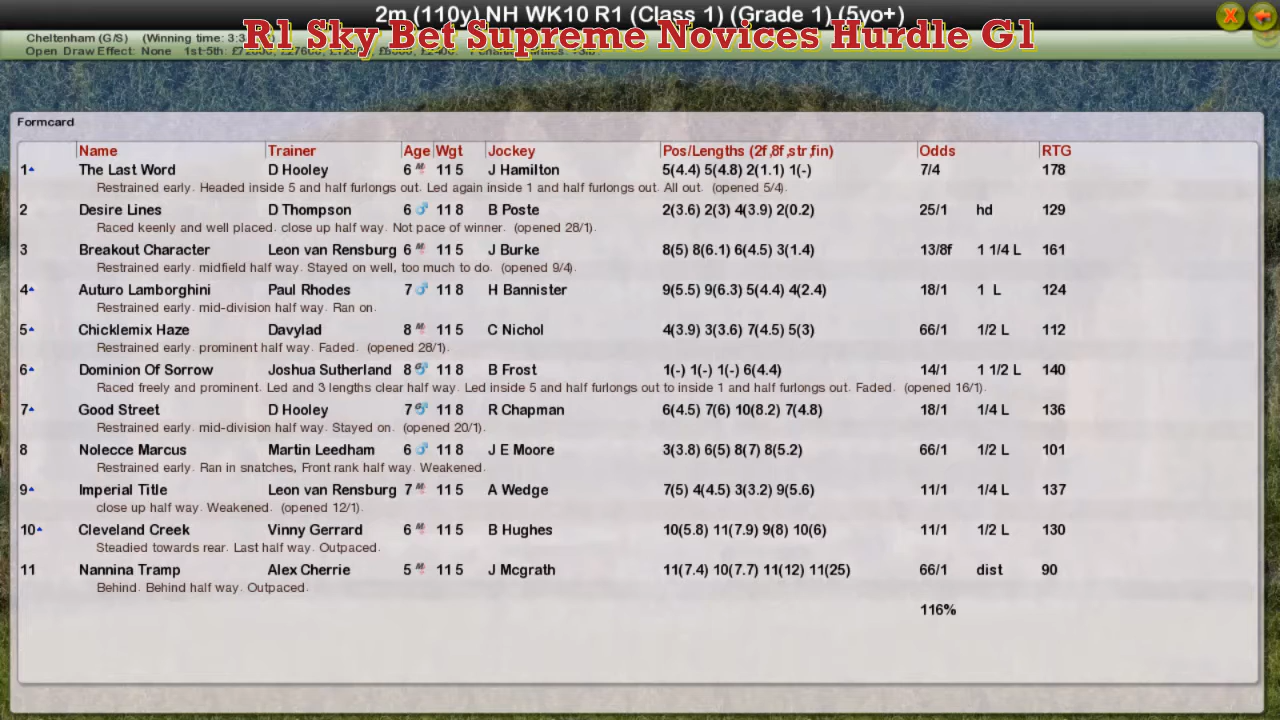 2m (110y) NH WK10 R1 (Class 1) (Grade 1) (5yo+)
R1 Sky Bet Supreme Novices Hurdle G1
Cheltenham (G/S) (Winning time: 3:3
Open Draw Effect: None 1st-5th:
Formcard
Name Trainer Age Wgt Jockey Pos/Lengths (2f,8f,str,fin) Odds RTG
1 The Last Word D Hooley 6 11 5 J Hamilton 5(4.4) 5(4.8) 2(1.1) 1(-) 7/4 178
Restrained early. Headed inside 5 and half furlongs out. Led again inside 1 and half furlongs out. All out. (opened 5/4).
2 Desire Lines D Thompson 6 11 8 B Poste 2(3.6) 2(3) 4(3.9) 2(0.2) 25/1 hd 129
Raced keenly and well placed. close up half way. Not pace of winner. (opened 28/1).
3 Breakout Character Leon van Rensburg 6 11 5 J Burke 8(5) 8(6.1) 6(4.5) 3(1.4) 13/8f 1 1/4 L 161
Restrained early. midfield half way. Stayed on well, too much to do. (opened 9/4).
4 Auturo Lamborghini Paul Rhodes 7 11 8 H Bannister 9(5.5) 9(6.3) 5(4.4) 4(2.4) 18/1 1 L 124
Restrained early. mid-division half way. Ran on.
5 Chicklemix Haze Davylad 8 11 5 C Nichol 4(3.9) 3(3.6) 7(4.5) 5(3) 66/1 1/2 L 112
Restrained early. prominent half way. Faded. (opened 28/1).
6 Dominion Of Sorrow Joshua Sutherland 8 11 8 B Frost 1(-) 1(-) 1(-) 6(4.4) 14/1 1 1/2 L 140
Raced freely and prominent. Led and 3 lengths clear half way. Led inside 5 and half furlongs out to inside 1 and half furlongs out. Faded. (opened 16/1).
7 Good Street D Hooley 7 11 8 R Chapman 6(4.5) 7(6) 10(8.2) 7(4.8) 18/1 1/4 L 136
Restrained early. mid-division half way. Stayed on. (opened 20/1).
8 Nolecce Marcus Martin Leedham 6 11 8 J E Moore 3(3.8) 6(5) 8(7) 8(5.2) 66/1 1/2 L 101
Restrained early. Ran in snatches, Front rank half way. Weakened.
9 Imperial Title Leon van Rensburg 7 11 5 A Wedge 7(5) 4(4.5) 3(3.2) 9(5.6) 11/1 1/4 L 137
close up half way. Weakened. (opened 12/1).
10 Cleveland Creek Vinny Gerrard 6 11 5 B Hughes 10(5.8) 11(7.9) 9(8) 10(6) 11/1 1/2 L 130
Steadied towards rear. Last half way. Outpaced.
11 Nannina Tramp Alex Cherrie 5 11 5 J Mcgrath 11(7.4) 10(7.7) 11(12) 11(25) 66/1 dist 90
Behind. Behind half way. Outpaced.
116%